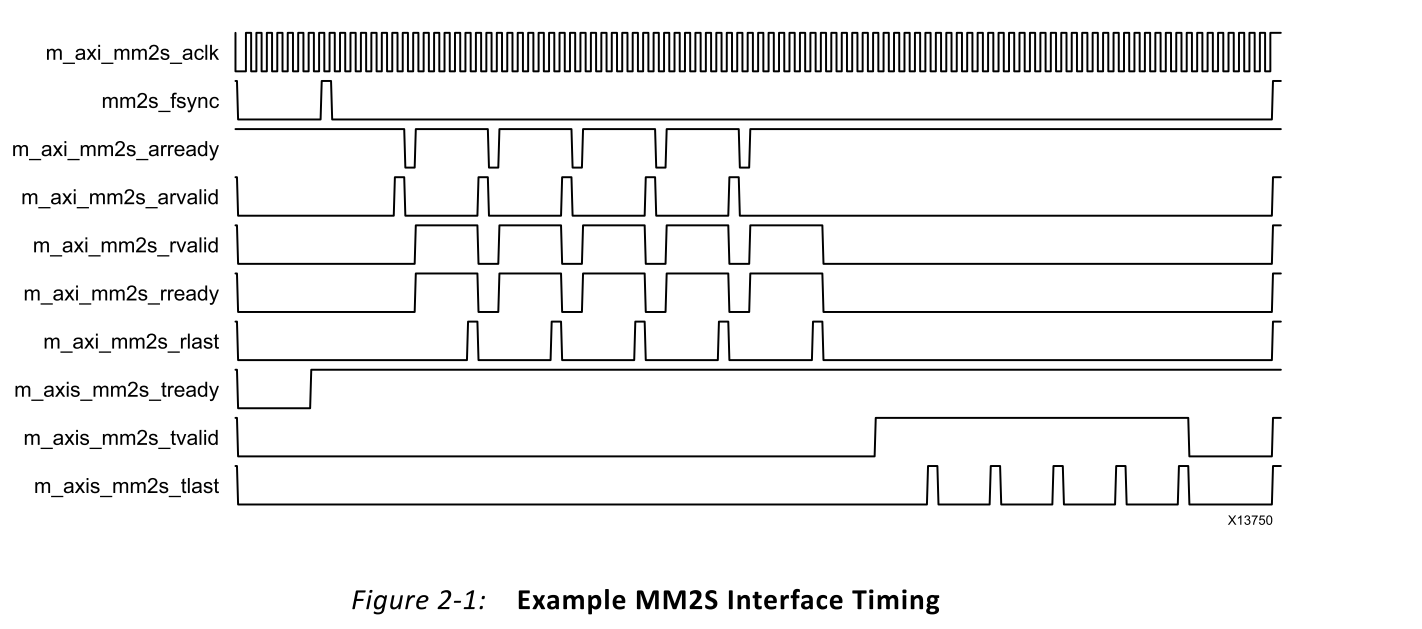 m_axi_mm2s_aclk
mm2s_fsync
m_axi_mm2s_arready
m_axi_mm2s_arvalid
m_axi_mm2s_rvalid
m_axi_mm2s_rready
m_axi_mm2s_rlast
m_axis_mm2s_tready
m_axis_mm2s_tvalid
m_axis_mm2s_tlast
X13750
Figure 2-1: Example MM2S Interface Timing